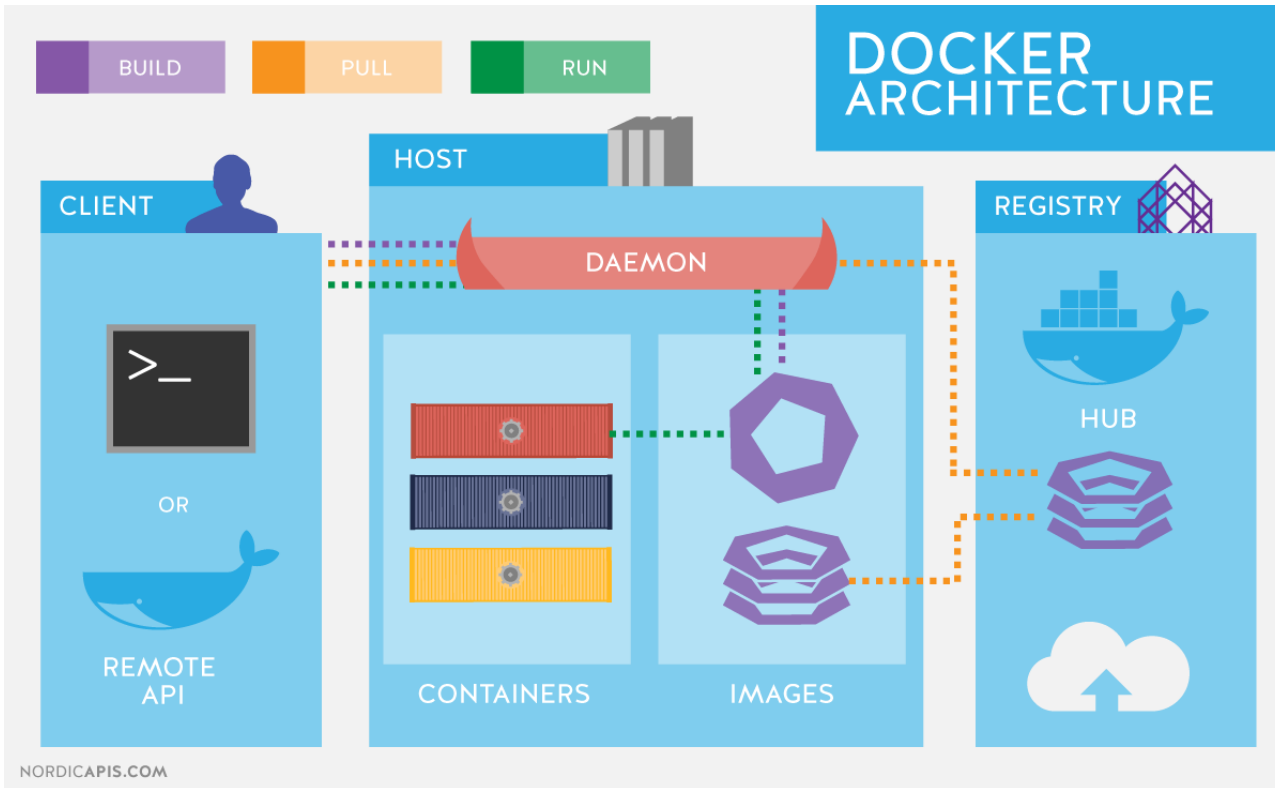 BUILD
PULL
RUN
DOCKER
ARCHITECTURE
HOST
CLIENT
REGISTRY
DAEMON
>_
HUB
OR
REMOTE
API
CONTAINERS
IMAGES
NORDICAPIS.COM